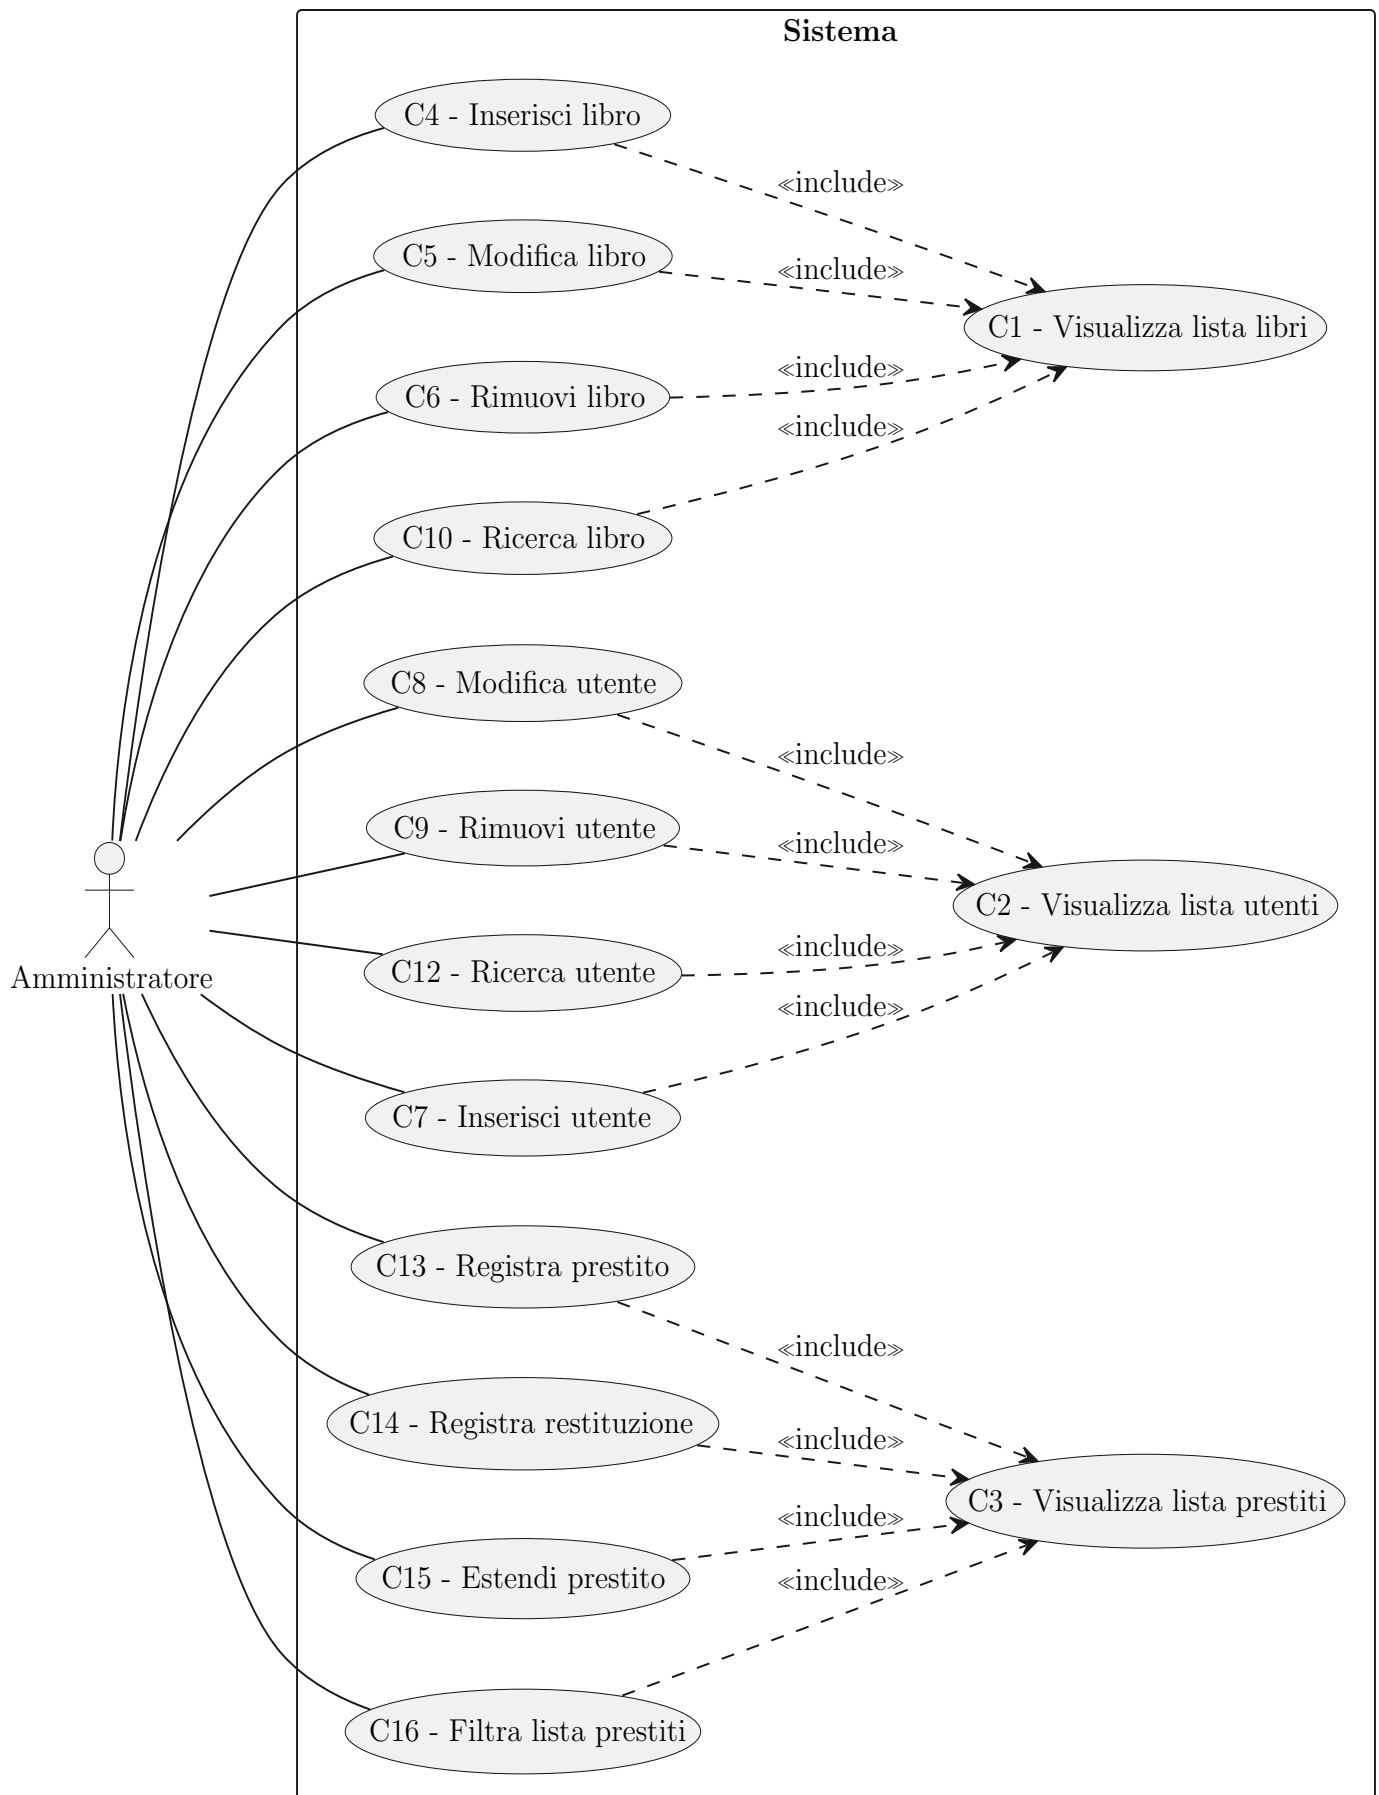 Sistema
C4 - Inserisci libro
«include»
C5 - Modifica libro
«include»
C1 - Visualizza lista libri
«include»
C6 - Rimuovi libro
«include»
C10 - Ricerca libro
C8 - Modifica utente
«include»
C9 - Rimuovi utente
«include»
C2 - Visualizza lista utenti
«include»
C12 - Ricerca utente
Amministratore
«include»
C7 - Inserisci utente
C13 - Registra prestito
«include»
C14 - Registra restituzione
«include»
C3 - Visualizza lista prestiti
«include»
C15 - Estendi prestito
«include»
C16 - Filtra lista prestiti